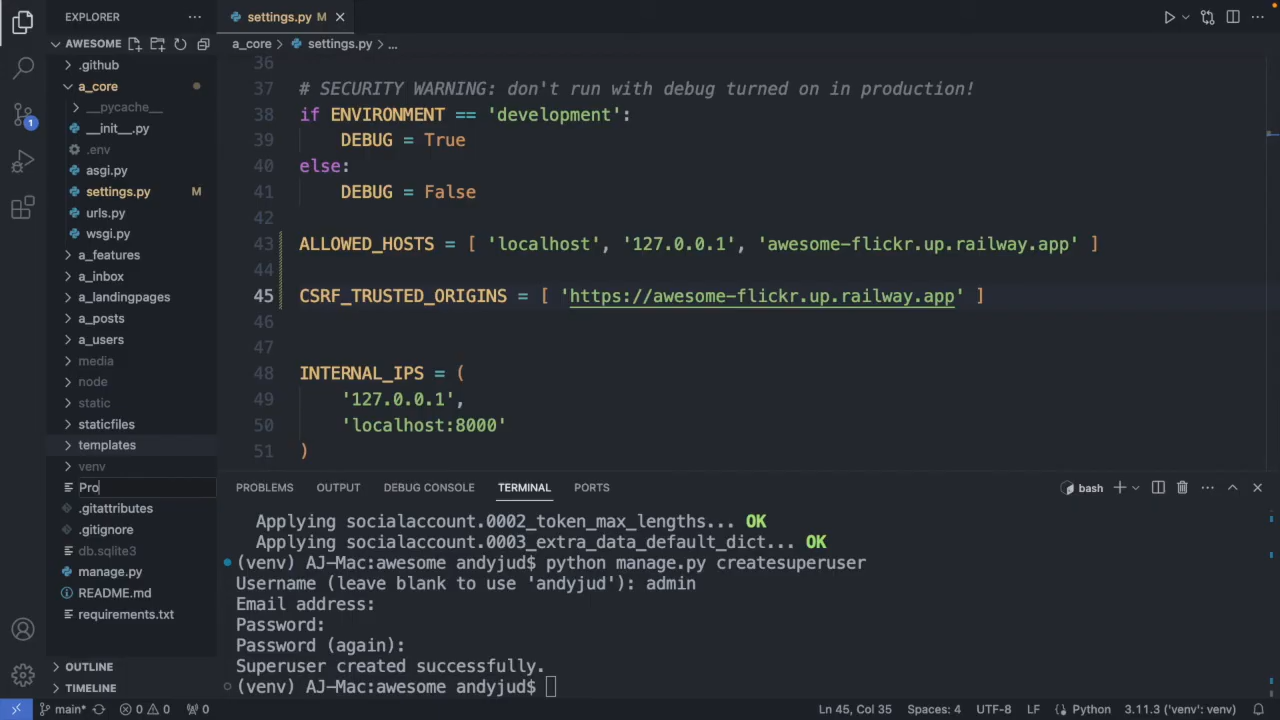 EXPLORER
AWESOME
.github
a_core
__pycache__
__init__.py
.env
asgi.py
settings.py M
urls.py
wsgi.py
a_features
a_inbox
a_landingpages
a_posts
a_users
media
node
static
staticfiles
templates
venv
Pro
.gitattributes
.gitignore
db.sqlite3
manage.py
README.md
requirements.txt
OUTLINE
TIMELINE
1
settings.py M
a_core > settings.py > ...
36
37 # SECURITY WARNING: don't run with debug turned on in production!
38 if ENVIRONMENT == 'development':
39 DEBUG = True
40 else:
41 DEBUG = False
42
43 ALLOWED_HOSTS = [ 'localhost', '127.0.0.1', 'awesome-flickr.up.railway.app' ]
44
45 CSRF_TRUSTED_ORIGINS = [ 'https://awesome-flickr.up.railway.app' ]
46
47
48 INTERNAL_IPS = (
49 '127.0.0.1',
50 'localhost:8000'
51 )
PROBLEMS OUTPUT DEBUG CONSOLE TERMINAL PORTS bash
Applying socialaccount.0002_token_max_lengths... OK
Applying socialaccount.0003_extra_data_default_dict... OK
(venv) AJ-Mac:awesome andyjud$ python manage.py createsuperuser
Username (leave blank to use 'andyjud'): admin
Email address:
Password:
Password (again):
Superuser created successfully.
(venv) AJ-Mac:awesome andyjud$
main* 0 0 0 Ln 45, Col 35 Spaces: 4 UTF-8 LF Python 3.11.3 ('venv': venv)